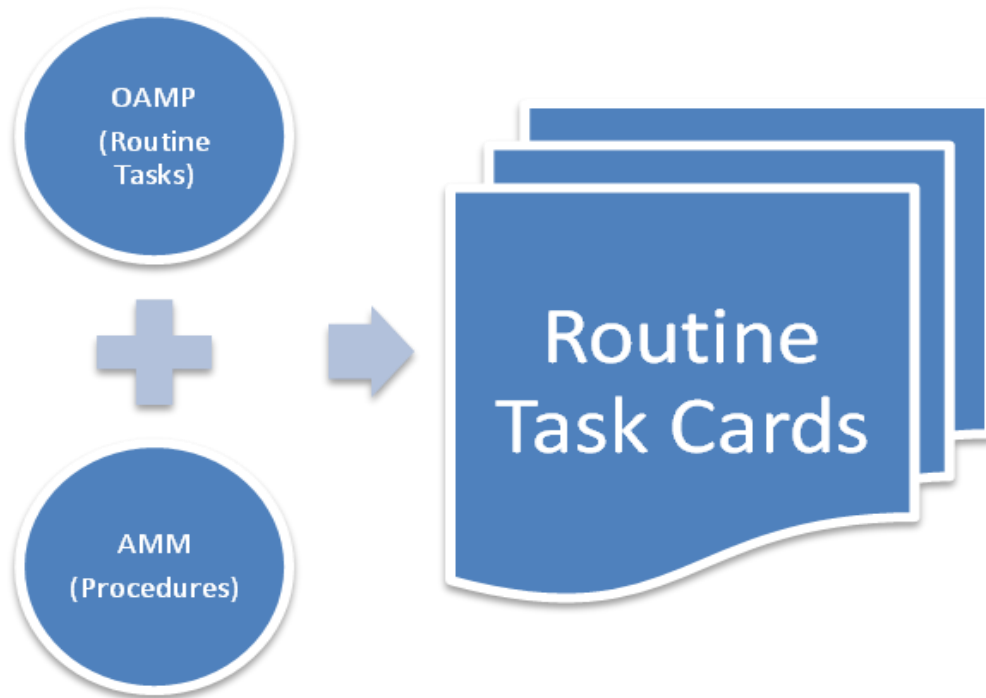 OAMP
(Routine
Tasks)
AMM
(Procedures)
Routine
Task Cards